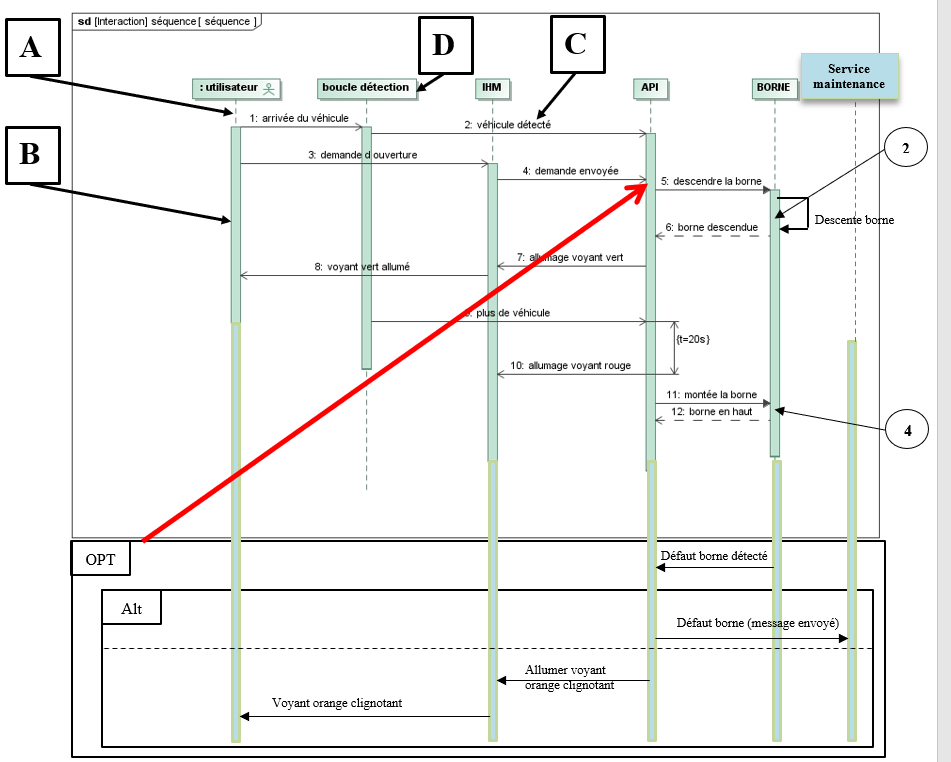 sd [Interaction] séquence[ séquence ]
A
D
C
: utilisateur
boucle détection
IHM
API
BORNE
Service
maintenance
1: arrivée du véhicule
2: véhicule détecté
B
2
3: demande d'ouverture
4: demande envoyée
5: descendre la borne
Descente borne
6: borne descendue
7: allumage voyant vert
8: voyant vert allumé
plus de véhicule
{t=20s}
10: allumage voyant rouge
11: montée la borne
12: borne en haut
4
OPT
Défaut borne détecté
Alt
Défaut borne (message envoyé)
Allumer voyant
orange clignotant
Voyant orange clignotant